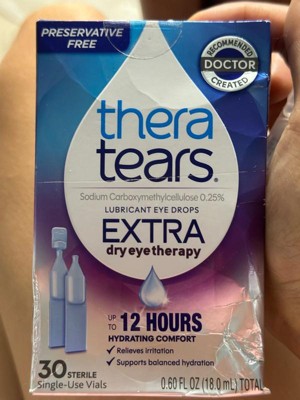 PRESERVATIVE
FREE
RECOMMENDED
DOCTOR
CREATED
thera
tears®
Sodium Carboxymethylcellulose 0.25%
LUBRICANT EYE DROPS
EXTRA
dry eye therapy
UP TO 12 HOURS
HYDRATING COMFORT
✓ Relieves irritation
✓ Supports balanced hydration
30 STERILE
Single-Use Vials
0.60 FL OZ (18.0 mL) TOTAL